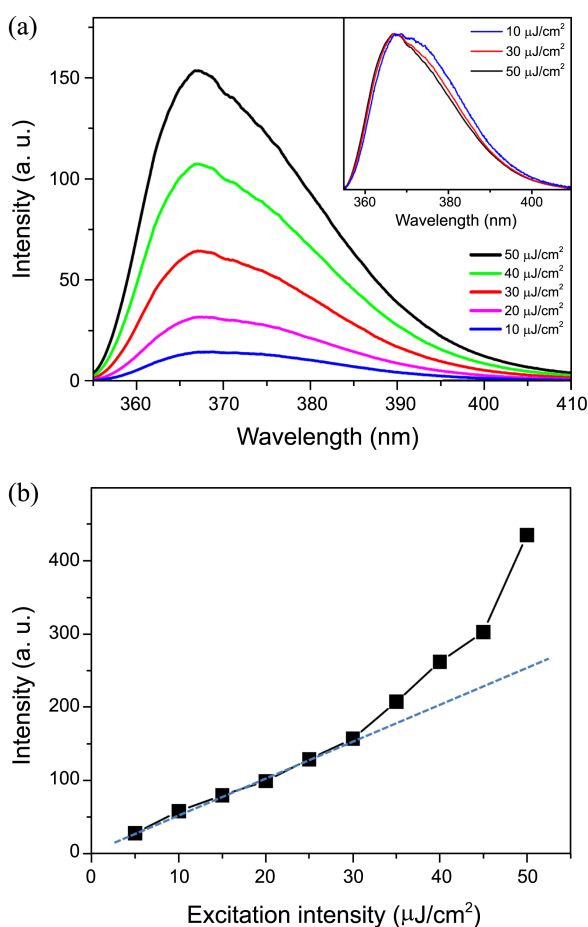 (a)
150
100
50
0
Intensity (a. u.)
360 370 380 390 400 410
Wavelength (nm)
10 μJ/cm²
30 μJ/cm²
50 μJ/cm²
360 380 400
Wavelength (nm)
50 μJ/cm²
40 μJ/cm²
30 μJ/cm²
20 μJ/cm²
10 μJ/cm²
(b)
400
300
200
100
0
Intensity (a. u.)
0 10 20 30 40 50
Excitation intensity (μJ/cm²)